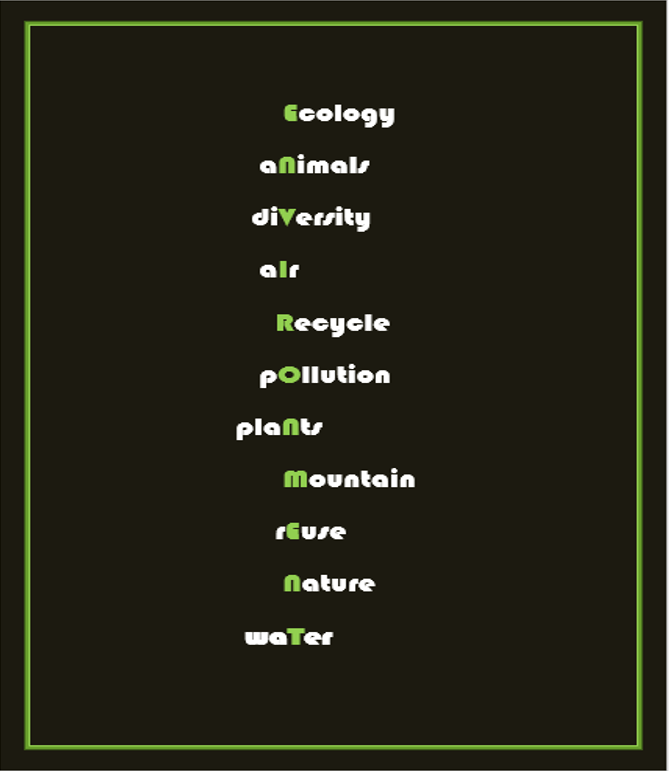 Ecology
aNimals
diVersity
aIr
Recycle
pOllution
plaNts
Mountain
rEuse
Nature
waTer